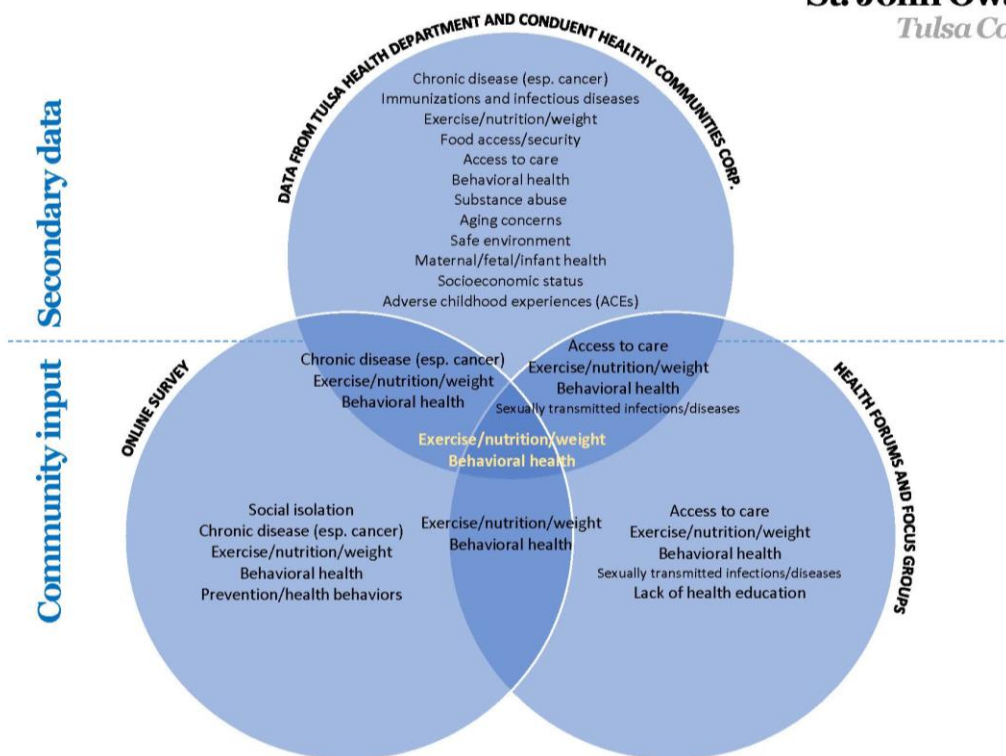 Tulsa Co
DATA FROM TULSA HEALTH DEPARTMENT AND CONDUENT HEALTHY COMMUNITIES CORP.
Secondary data
Chronic disease (esp. cancer)
Immunizations and infectious diseases
Exercise/nutrition/weight
Food access/security
Access to care
Behavioral health
Substance abuse
Aging concerns
Safe environment
Maternal/fetal/infant health
Socioeconomic status
Adverse childhood experiences (ACEs)
Community input
ONLINE SURVEY
Chronic disease (esp. cancer)
Exercise/nutrition/weight
Behavioral health
Access to care
Exercise/nutrition/weight
Behavioral health
Sexually transmitted infections/diseases
HEALTH FORUMS AND FOCUS GROUPS
Exercise/nutrition/weight
Behavioral health
Social isolation
Chronic disease (esp. cancer)
Exercise/nutrition/weight
Behavioral health
Prevention/health behaviors
Exercise/nutrition/weight
Behavioral health
Access to care
Exercise/nutrition/weight
Behavioral health
Sexually transmitted infections/diseases
Lack of health education